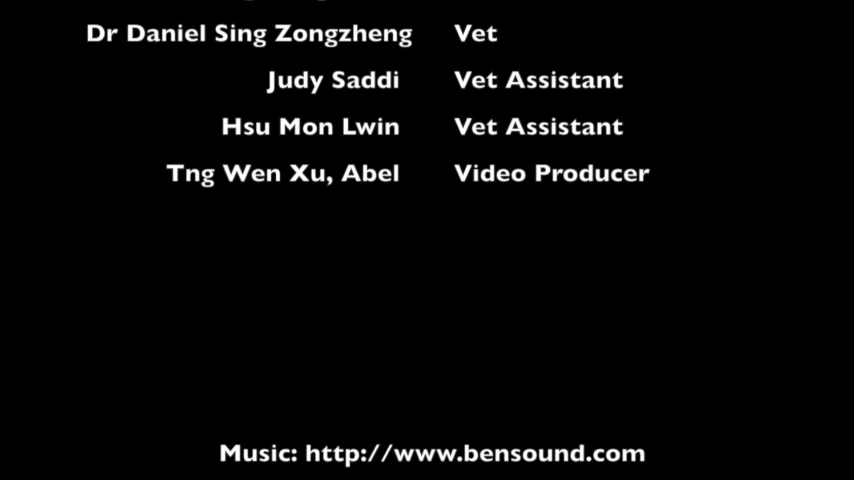 Dr Daniel Sing Zongzheng Vet
Judy Saddi Vet Assistant
Hsu Mon Lwin Vet Assistant
Tng Wen Xu, Abel Video Producer
Music: http://www.bensound.com